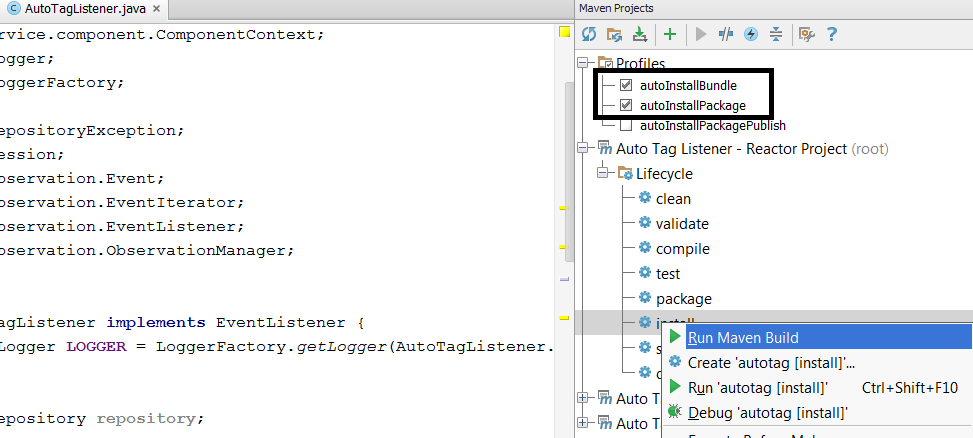 AutoTagListener.java
rvice.component.ComponentContext;
ogger;
oggerFactory;
epositoryException;
ession;
bservation.Event;
bservation.EventIterator;
bservation.EventListener;
bservation.ObservationManager;
agListener implements EventListener {
Logger LOGGER = LoggerFactory.getLogger(AutoTagListener.
epository repository;
Maven Projects
Profiles
autoInstallBundle
autoInstallPackage
autoInstallPackagePublish
Auto Tag Listener - Reactor Project (root)
Lifecycle
clean
validate
compile
test
package
install
Run Maven Build
Create 'autotag [install]'...
Run 'autotag [install]' Ctrl+Shift+F10
Debug 'autotag [install]'
Auto T
Auto T